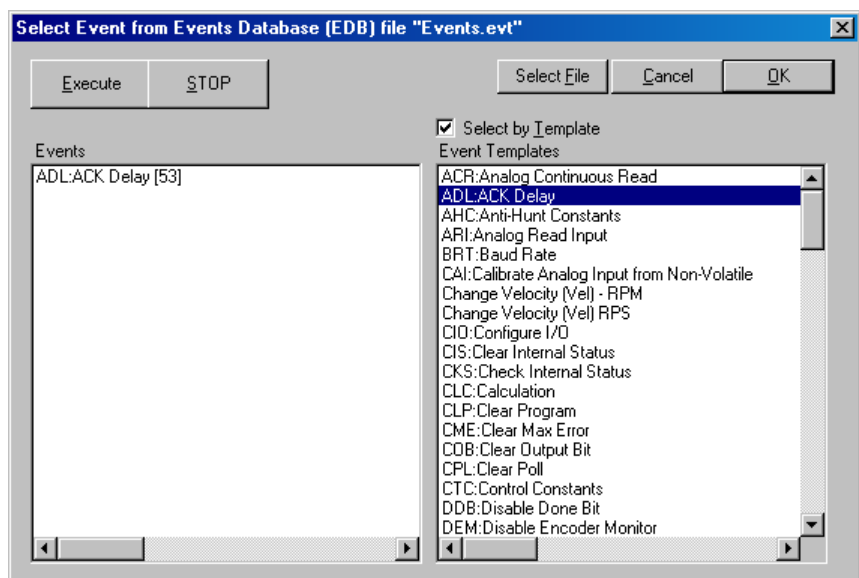 Select Event from Events Database (EDB) file "Events.evt"
Execute
STOP
Select File
Cancel
OK
Select by Template
Events
Event Templates
ADL:ACK Delay [53]
ACR:Analog Continuous Read
ADL:ACK Delay
AHC:Anti-Hunt Constants
ARI:Analog Read Input
BRT:Baud Rate
CAI:Calibrate Analog Input from Non-Volatile
Change Velocity (Vel) - RPM
Change Velocity (Vel) RPS
CIO:Configure I/O
CIS:Clear Internal Status
CKS:Check Internal Status
CLC:Calculation
CLP:Clear Program
CME:Clear Max Error
COB:Clear Output Bit
CPL:Clear Poll
CTC:Control Constants
DDB:Disable Done Bit
DEM:Disable Encoder Monitor